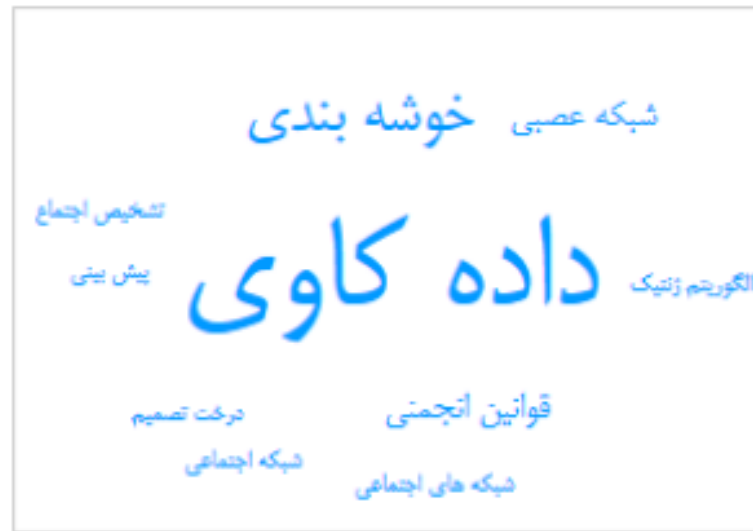 شبکه عصبی
خوشه بندی
تشخیص اجتماع
داده کاوی
الگوریتم ژنتیک
پیش بینی
قوانین انجمنی
درخت تصمیم
شبکه اجتماعی
شبکه های اجتماعی